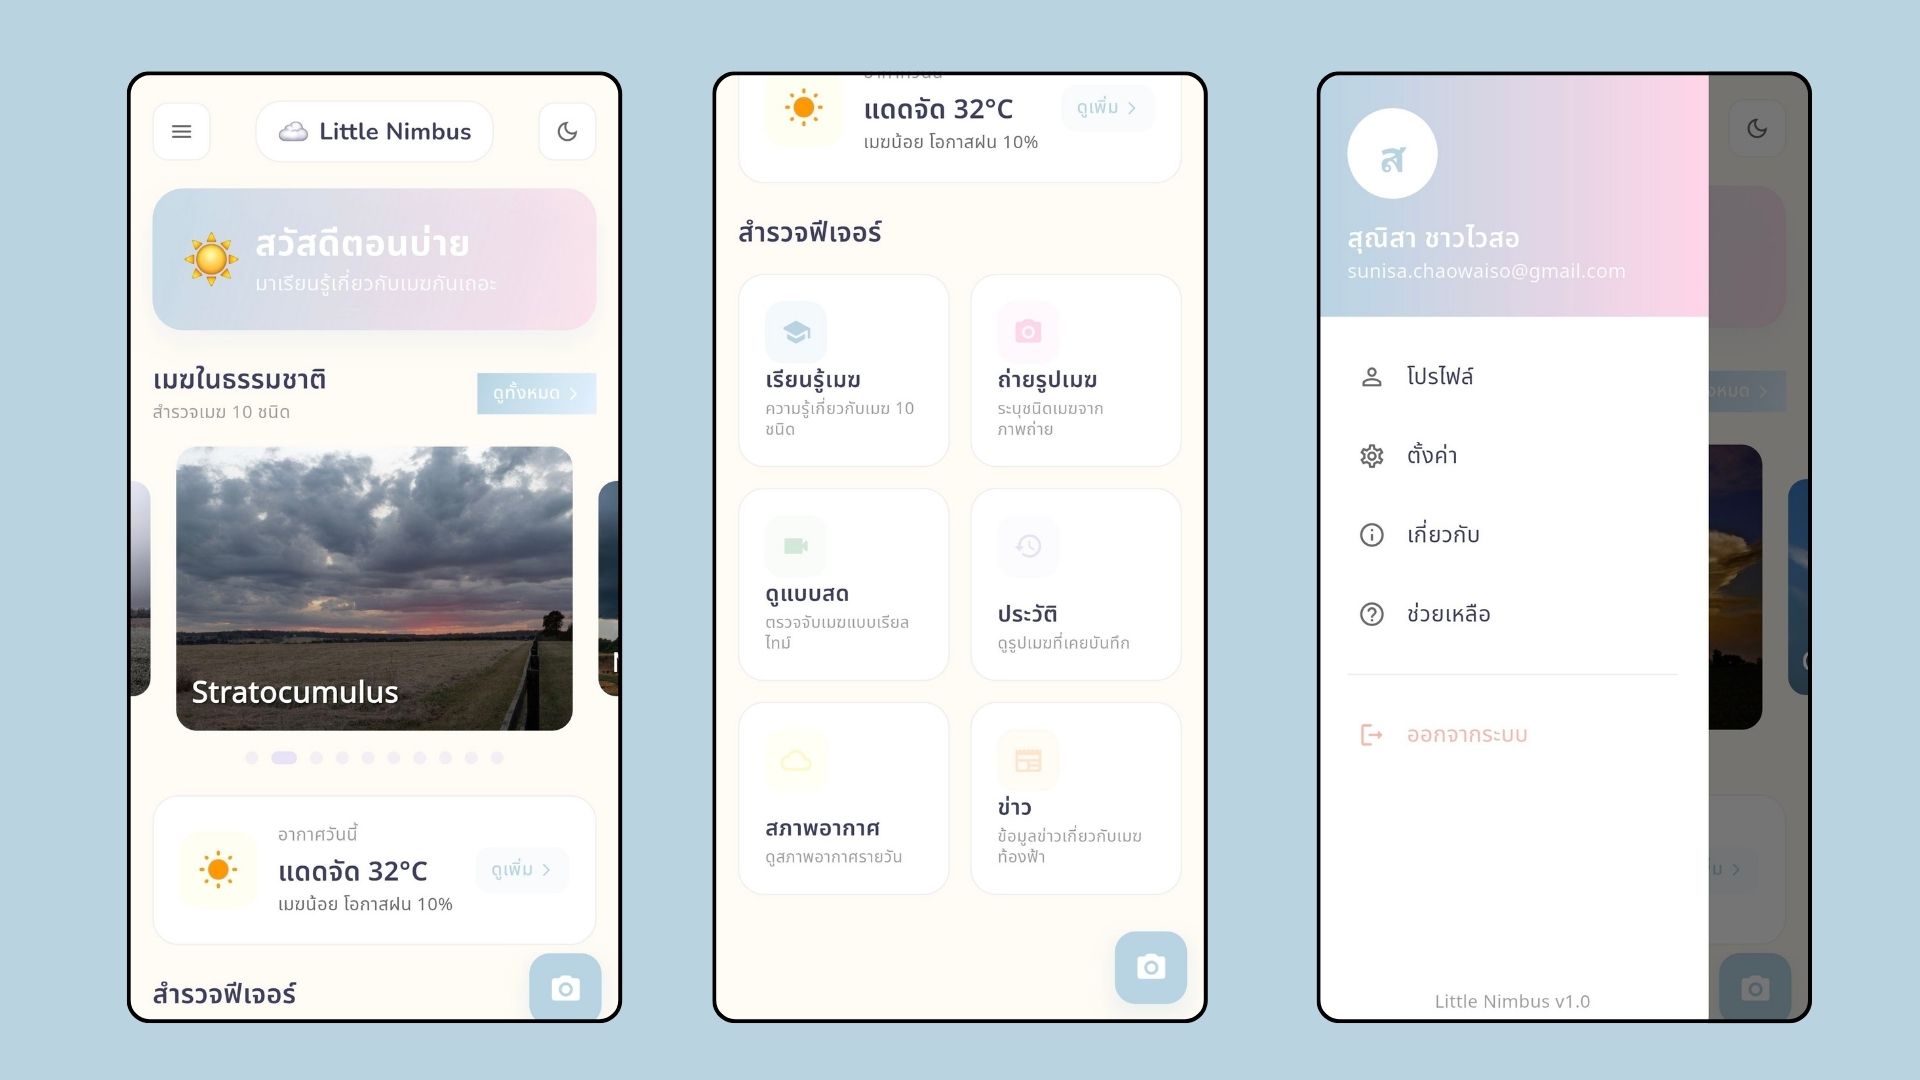 Little Nimbus
สวัสดีตอนบ่าย
มาเรียนรู้เกี่ยวกับเมฆกันเถอะ
เมฆในธรรมชาติ
สำรวจเมฆ 10 ชนิด
ดูทั้งหมด
Stratocumulus
อากาศวันนี้
แดดจัด 32°C
เมฆน้อย โอกาสฝน 10%
ดูเพิ่ม
สำรวจฟีเจอร์
แดดจัด 32°C
เมฆน้อย โอกาสฝน 10%
ดูเพิ่ม
สำรวจฟีเจอร์
เรียนรู้เมฆ
ความรู้เกี่ยวกับเมฆ 10
ชนิด
ถ่ายรูปเมฆ
ระบุชนิดเมฆจาก
ภาพถ่าย
ดูแบบสด
ตรวจจับเมฆแบบเรียล
ไทม์
ประวัติ
ดูรูปเมฆที่เคยบันทึก
สภาพอากาศ
ดูสภาพอากาศรายวัน
ข่าว
ข้อมูลข่าวเกี่ยวกับเมฆ
ท้องฟ้า
ส
สุณิสา ชาวไวสอ
sunisa.chaowaiso@gmail.com
โปรไฟล์
ตั้งค่า
เกี่ยวกับ
ช่วยเหลือ
ออกจากระบบ
Little Nimbus v1.0